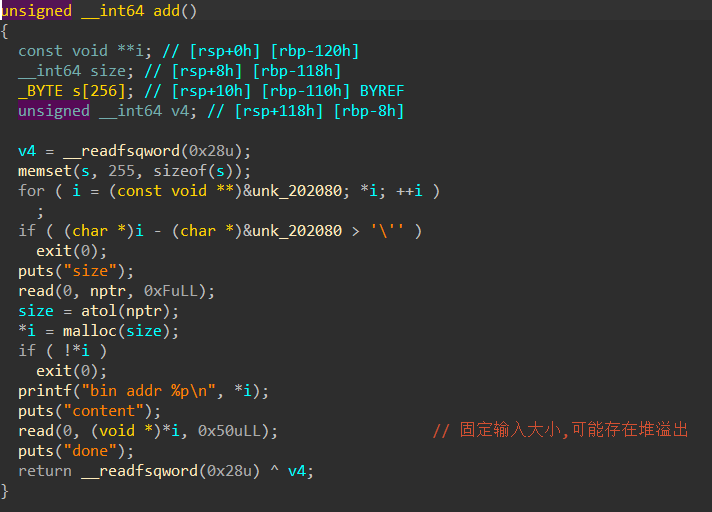 unsigned __int64 add()
{
  const void **i; // [rsp+0h] [rbp-120h]
  __int64 size; // [rsp+8h] [rbp-118h]
  _BYTE s[256]; // [rsp+10h] [rbp-110h] BYREF
  unsigned __int64 v4; // [rsp+118h] [rbp-8h]

  v4 = __readfsqword(0x28u);
  memset(s, 255, sizeof(s));
  for ( i = (const void **)&unk_202080; *i; ++i )
    ;
  if ( (char *)i - (char *)&unk_202080 > '\'' )
    exit(0);
  puts("size");
  read(0, nptr, 0xFuLL);
  size = atol(nptr);
  *i = malloc(size);
  if ( !*i )
    exit(0);
  printf("bin addr %p\n", *i);
  puts("content");
  read(0, (void *)*i, 0x50uLL); // 固定输入大小,可能存在堆溢出
  puts("done");
  return __readfsqword(0x28u) ^ v4;
}